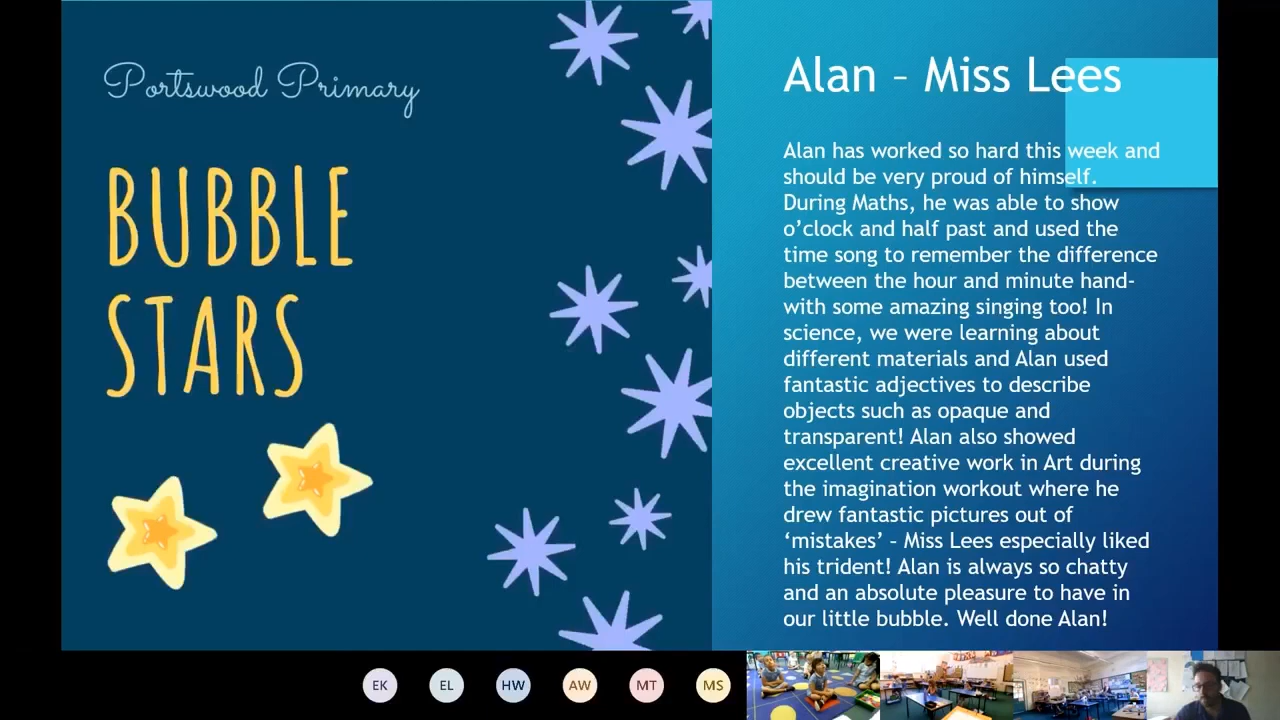 Portswood Primary
BUBBLE
STARS
Alan – Miss Lees
Alan has worked so hard this week and
should be very proud of himself.
During Maths, he was able to show
o’clock and half past and used the
time song to remember the difference
between the hour and minute hand-
with some amazing singing too! In
science, we were learning about
different materials and Alan used
fantastic adjectives to describe
objects such as opaque and
transparent! Alan also showed
excellent creative work in Art during
the imagination workout where he
drew fantastic pictures out of
‘mistakes’ – Miss Lees especially liked
his trident! Alan is always so chatty
and an absolute pleasure to have in
our little bubble. Well done Alan!
EK EL HW AW MT MS